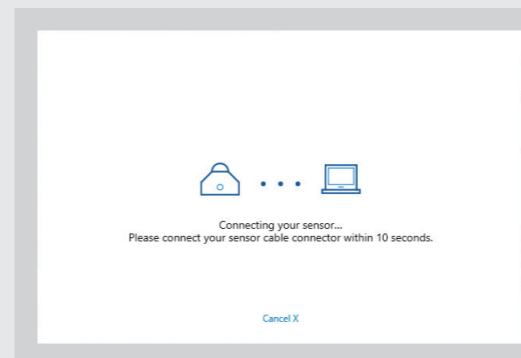 Connecting your sensor...
Please connect your sensor cable connector within 10 seconds.
Cancel X